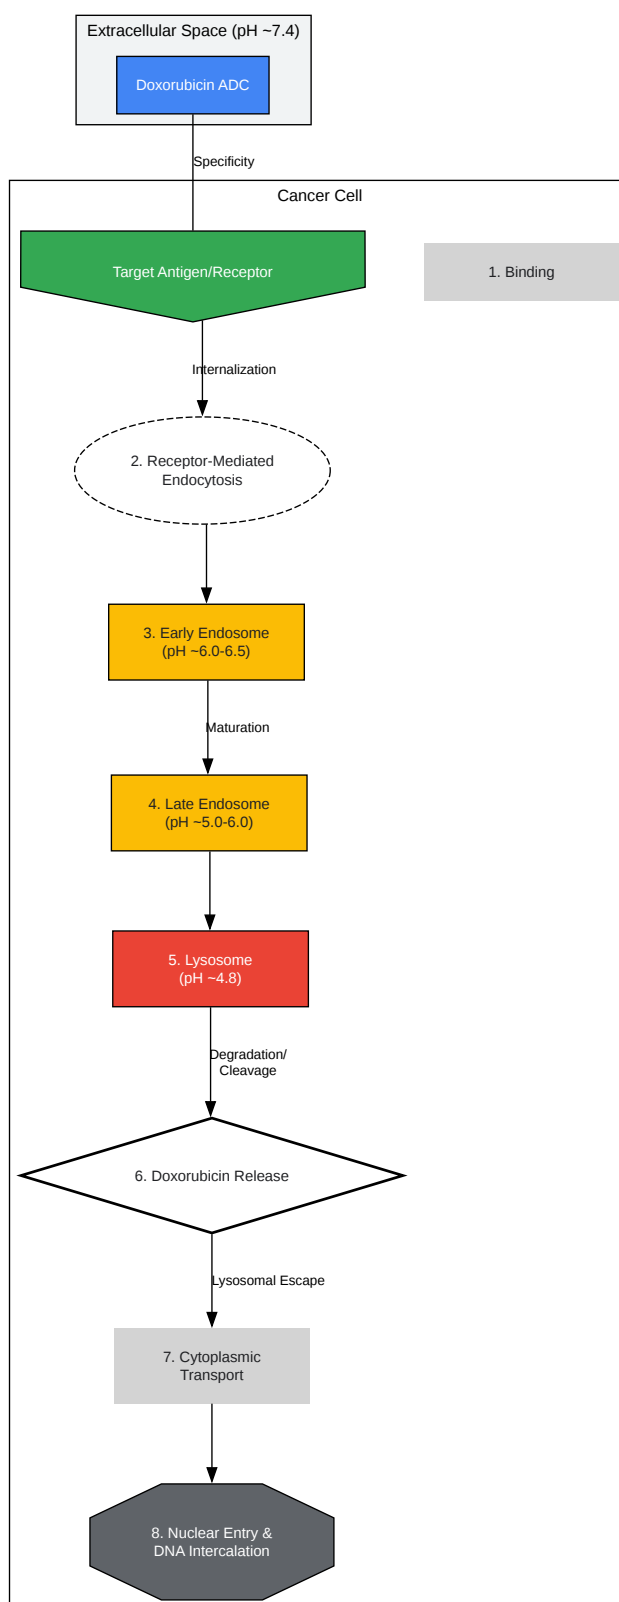 Extracellular Space (pH ~7.4)
Doxorubicin ADC
Specificity
Cancer Cell
Target Antigen/Receptor
1. Binding
Internalization
2. Receptor-Mediated
Endocytosis
3. Early Endosome
(pH ~6.0-6.5)
Maturation
4. Late Endosome
(pH ~5.0-6.0)
5. Lysosome
(pH ~4.8)
Degradation/
Cleavage
6. Doxorubicin Release
Lysosomal Escape
7. Cytoplasmic
Transport
8. Nuclear Entry &
DNA Intercalation